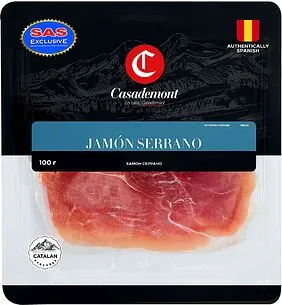 SAS
EXCLUSIVE
AUTHENTICALLY
SPANISH
C
Casademont
JAMÓN SERRANO
100 г
ХАМОН СЕРРАНО
CATALAN